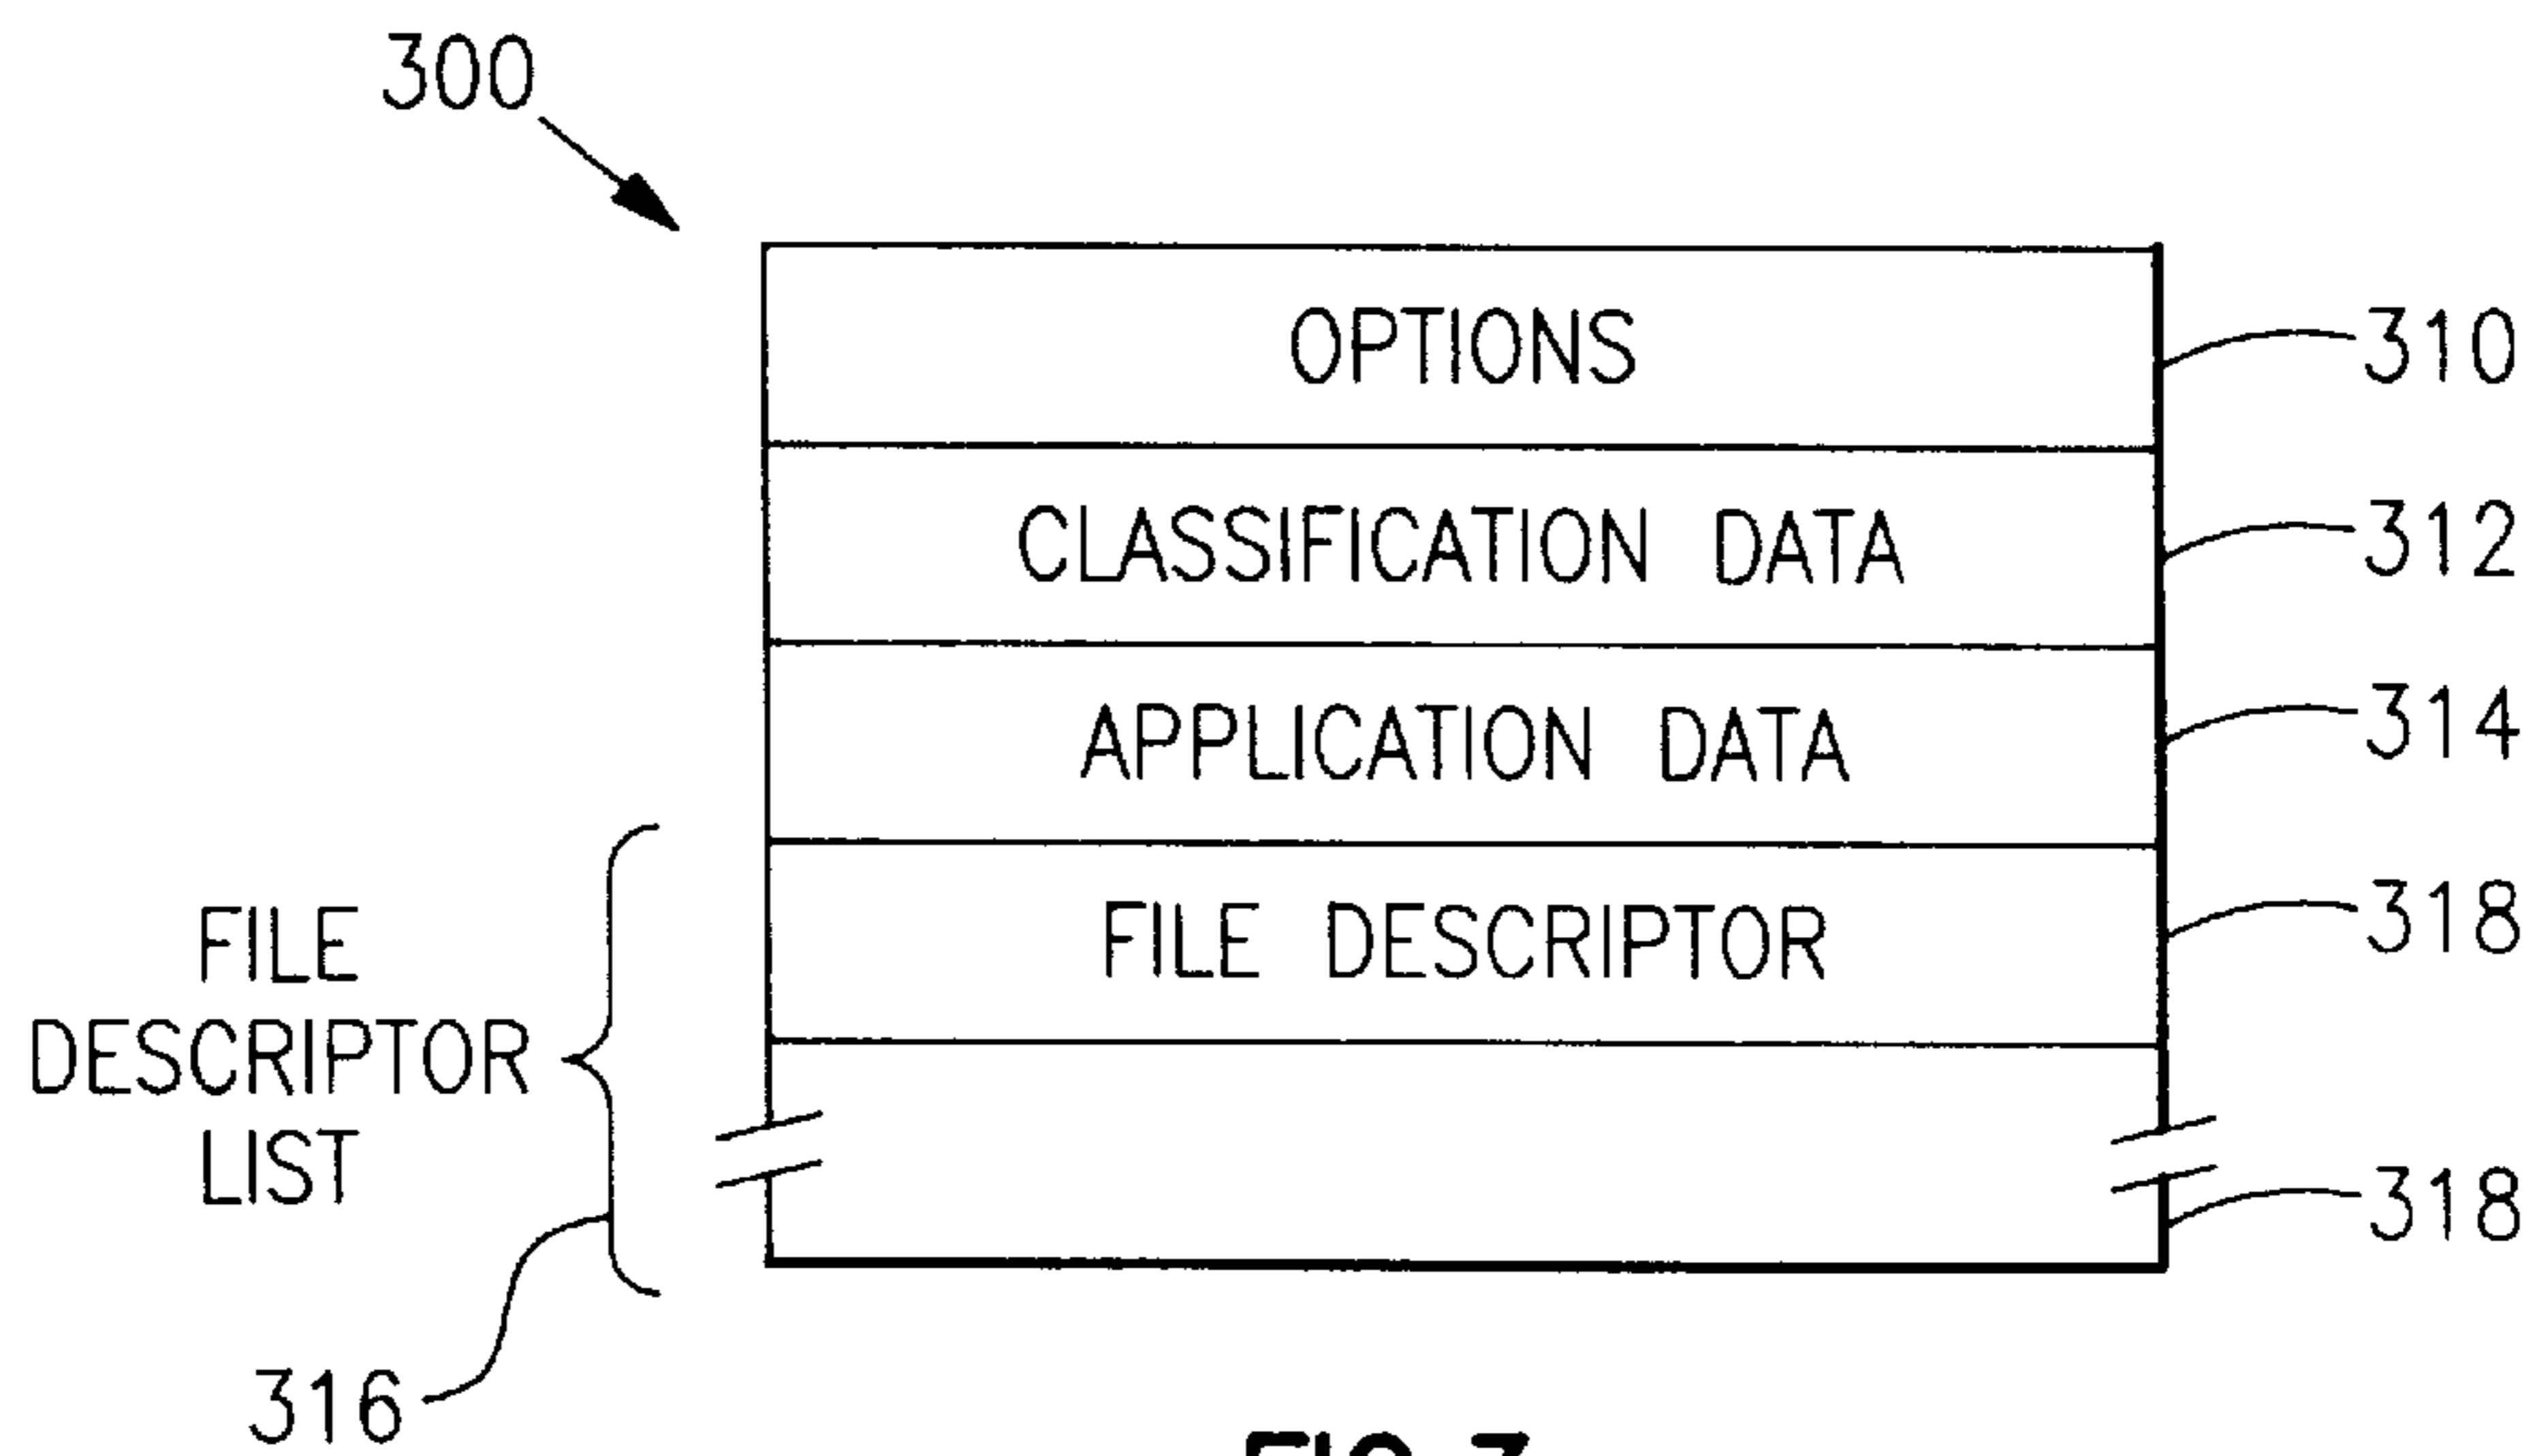 300
OPTIONS
310
CLASSIFICATION DATA
312
APPLICATION DATA
314
FILE DESCRIPTOR
318
FILE
DESCRIPTOR
LIST
318
316